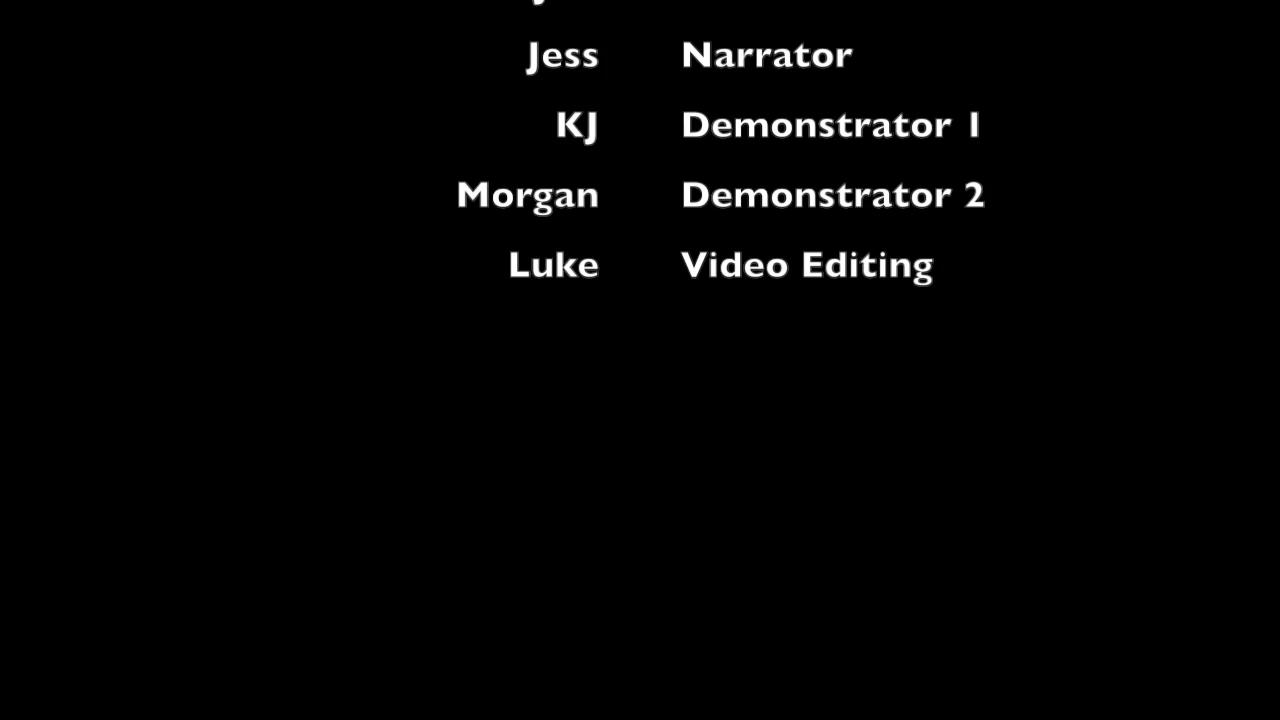 Jess Narrator
KJ Demonstrator 1
Morgan Demonstrator 2
Luke Video Editing